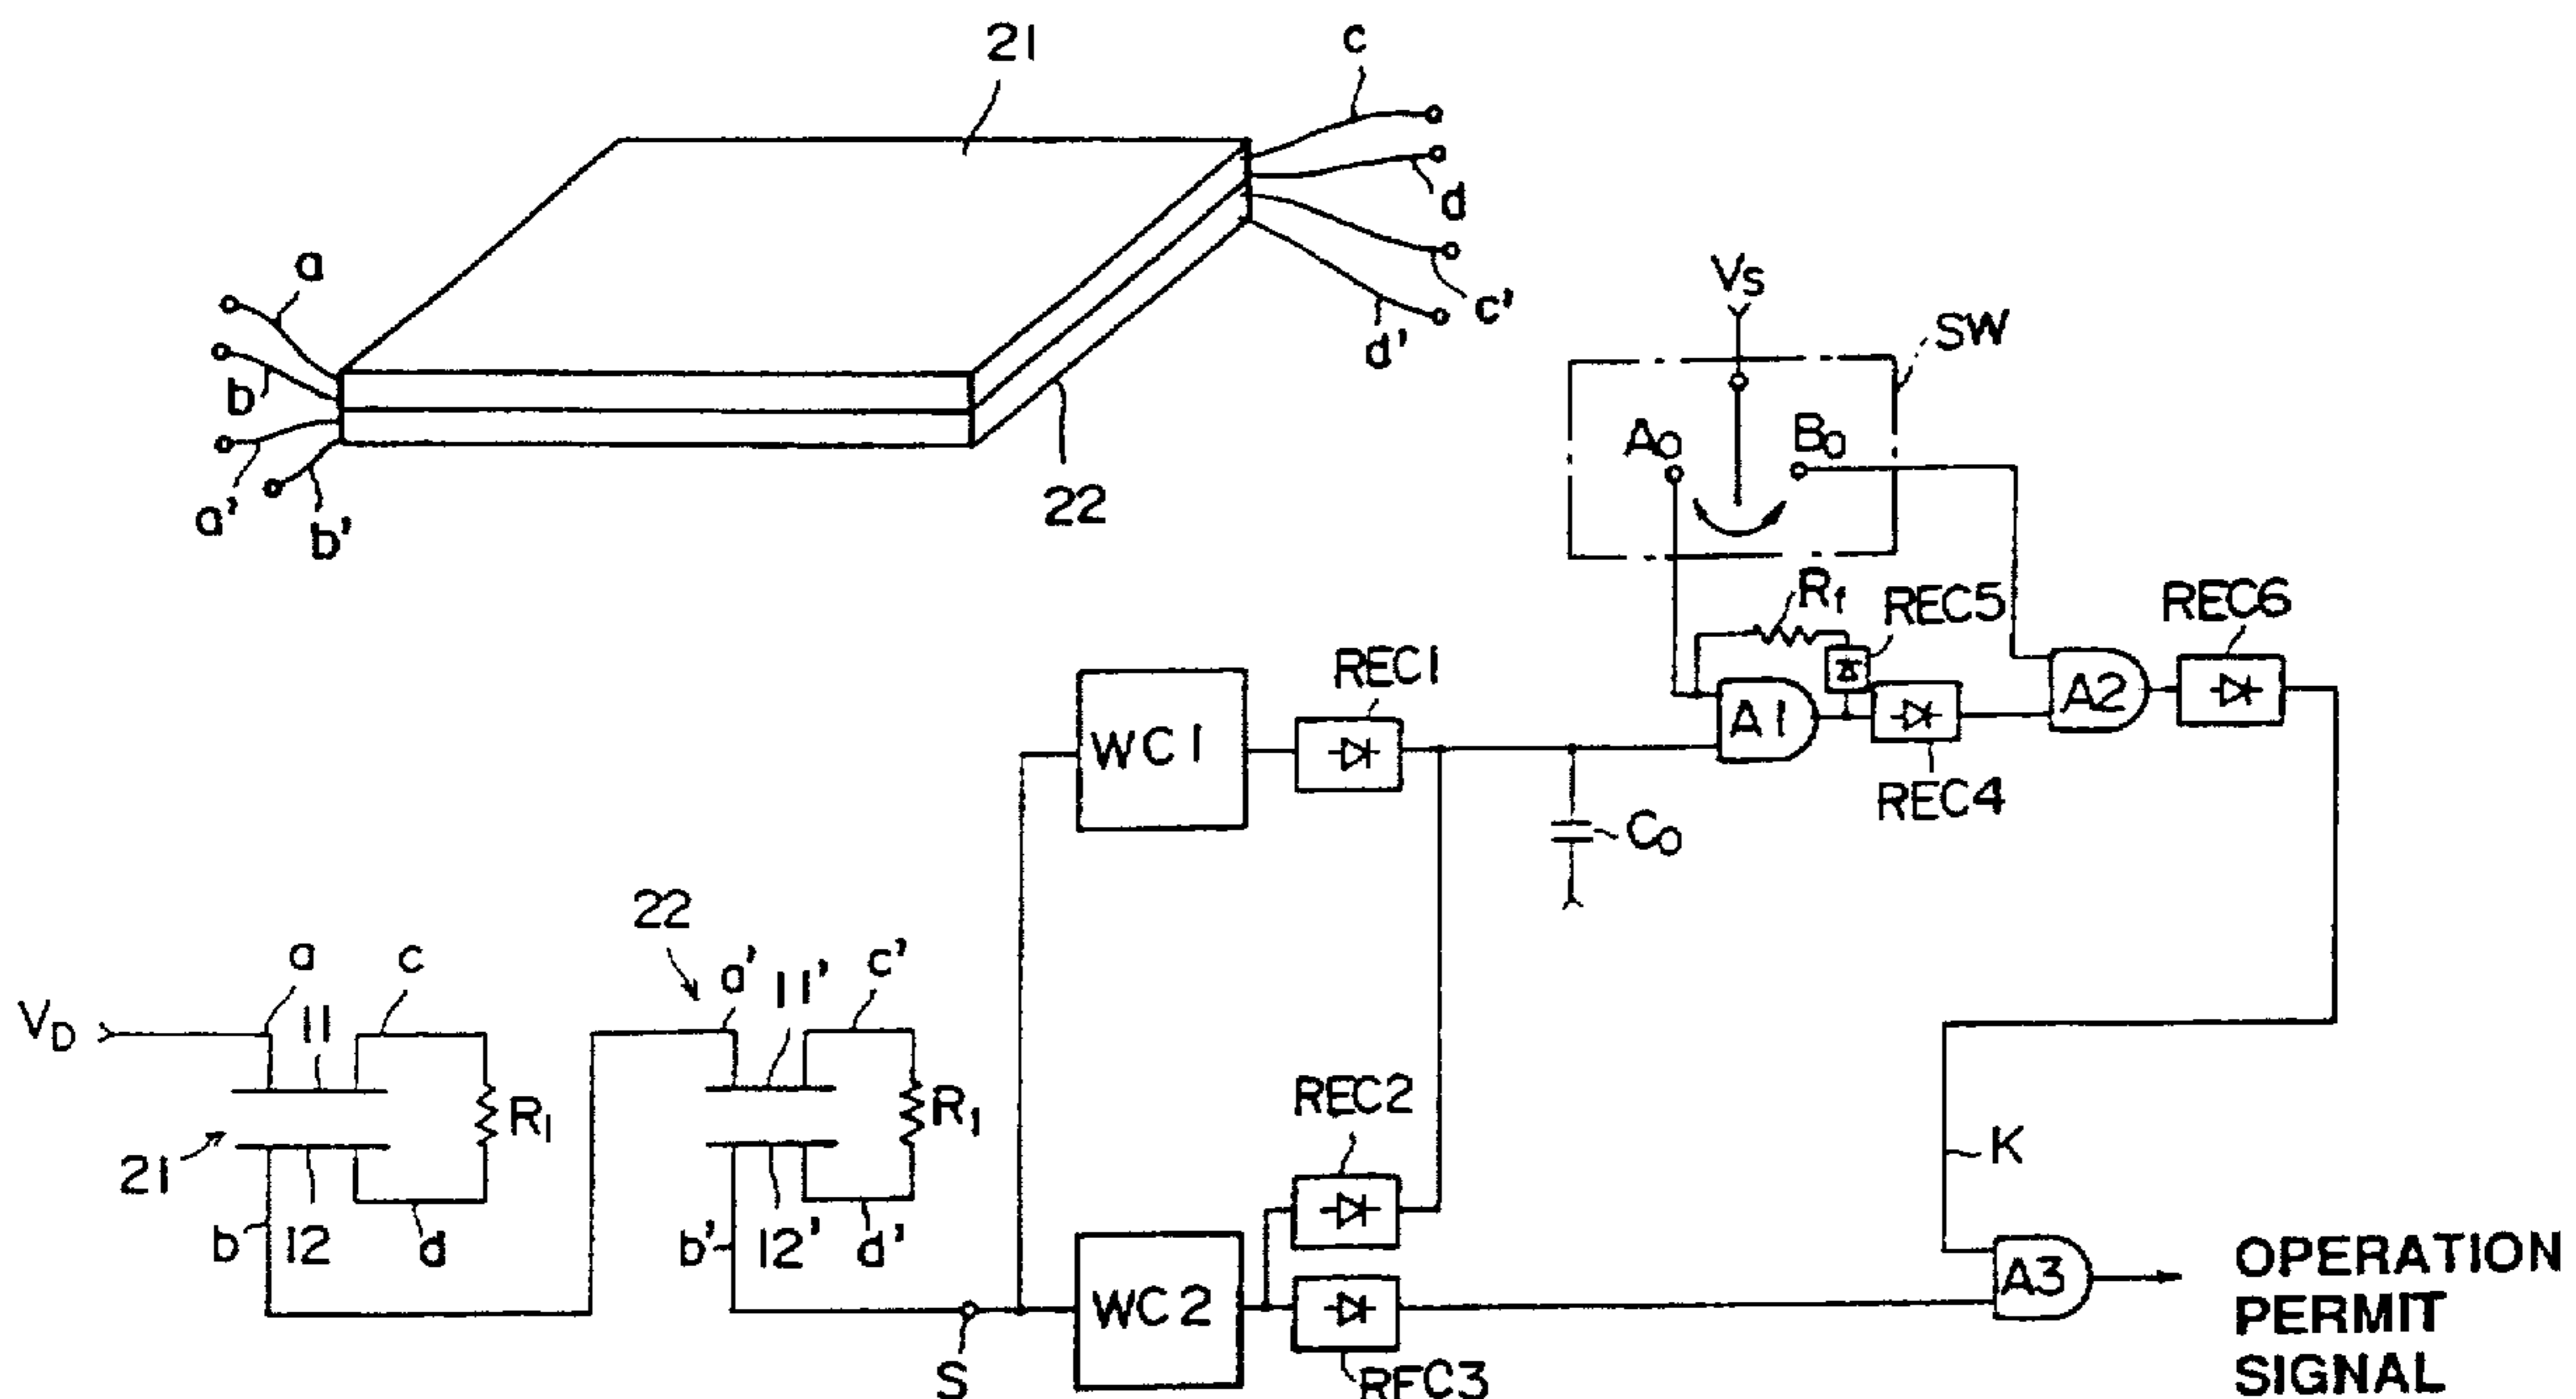 21
c
d
c'
d'
22
a
b
a'
b'
Vs
SW
Ao
Bo
Rf
REC5
REC6
A1
A2
REC4
REC1
WC1
Co
VD
a
11
c
R1
21
b
12
d
22
a'
11'
c'
R1
b'
12'
d'
S
WC2
REC2
REC3
K
A3
OPERATION
PERMIT
SIGNAL